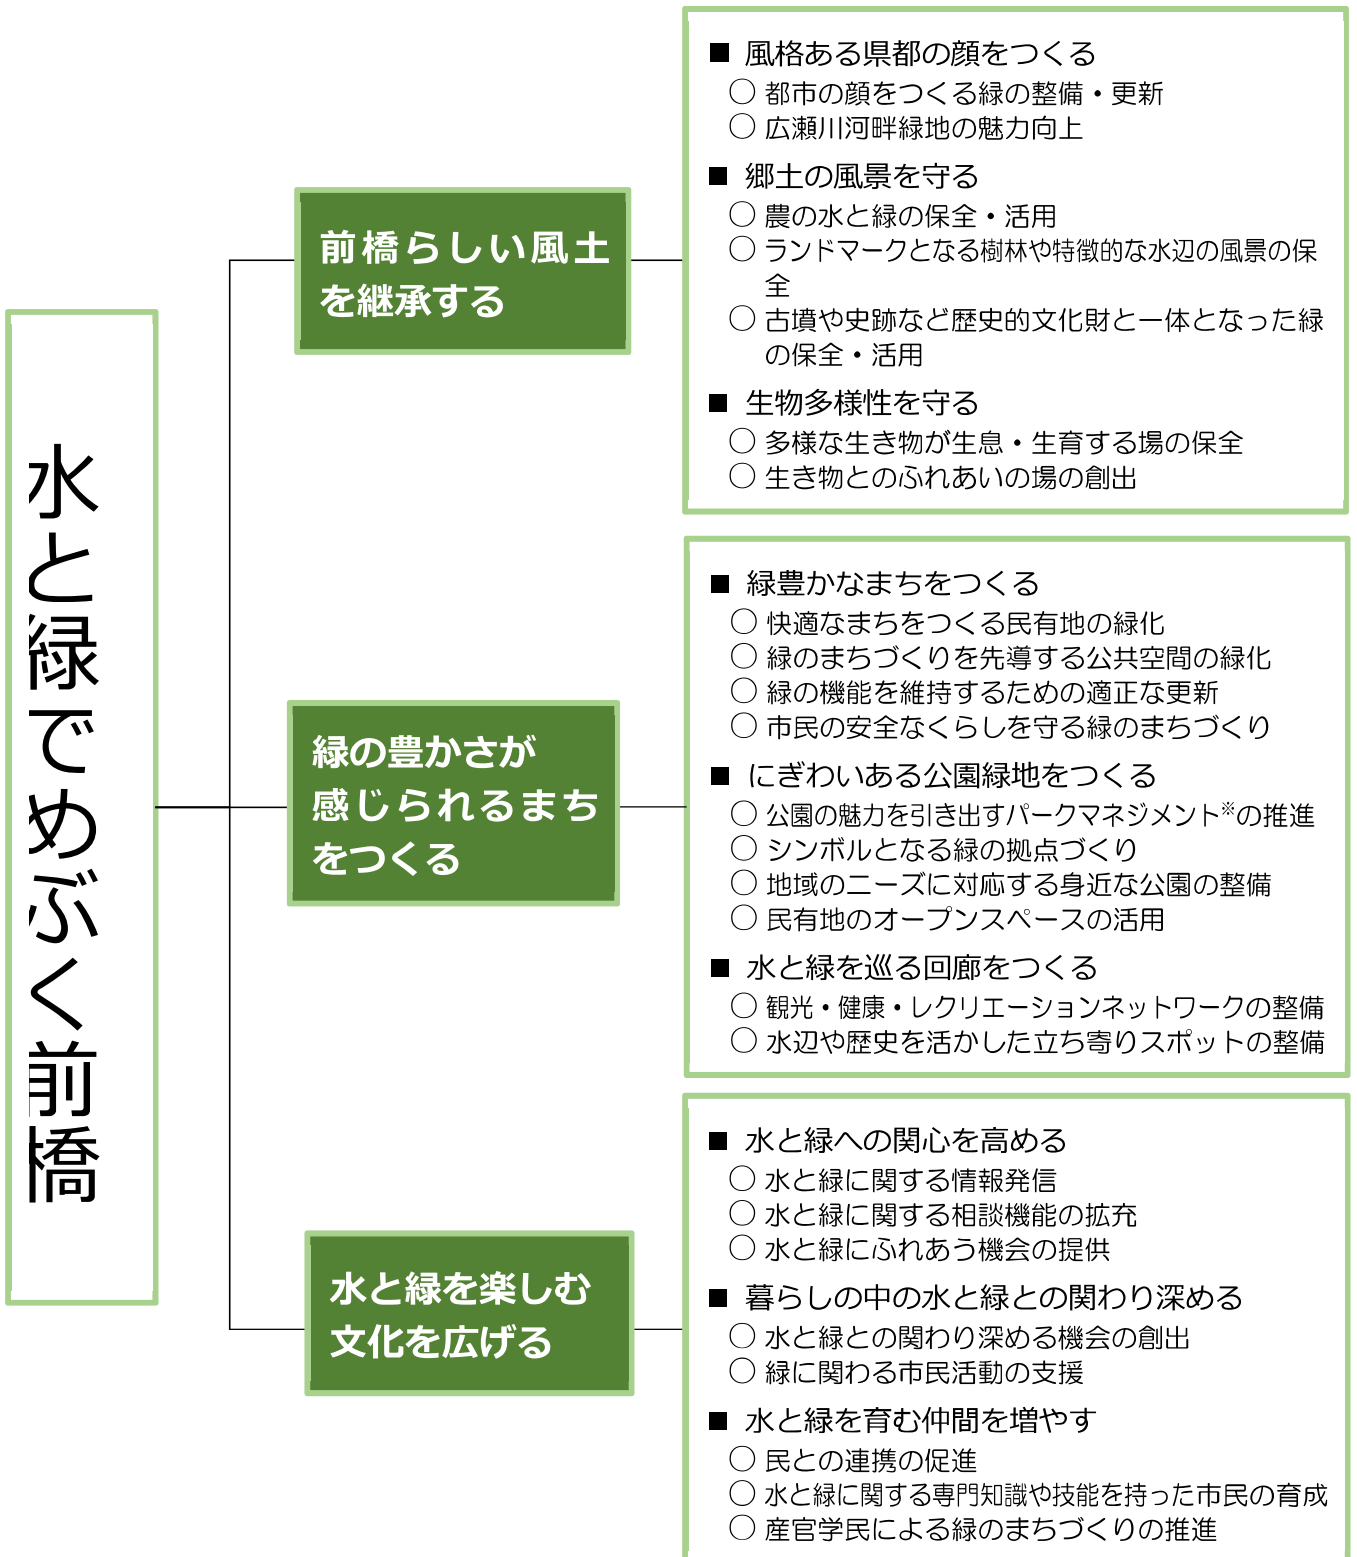 水と緑でめぶく前橋
前橋らしい風土
を継承する
■ 風格ある県都の顔をつくる
○ 都市の顔をつくる緑の整備・更新
○ 広瀬川河畔緑地の魅力向上
■ 郷土の風景を守る
○ 農の水と緑の保全・活用
○ ランドマークとなる樹林や特徴的な水辺の風景の保
全
○ 古墳や史跡など歴史的文化財と一体となった緑
の保全・活用
■ 生物多様性を守る
○ 多様な生き物が生息・生育する場の保全
○ 生き物とのふれあいの場の創出
緑の豊かさが
感じられるまち
をつくる
■ 緑豊かなまちをつくる
○ 快適なまちをつくる民有地の緑化
○ 緑のまちづくりを先導する公共空間の緑化
○ 緑の機能を維持するための適正な更新
○ 市民の安全なくらしを守る緑のまちづくり
■ にぎわいある公園緑地をつくる
○ 公園の魅力を引き出すパークマネジメント※の推進
○ シンボルとなる緑の拠点づくり
○ 地域のニーズに対応する身近な公園の整備
○ 民有地のオープンスペースの活用
■ 水と緑を巡る回廊をつくる
○ 観光・健康・レクリエーションネットワークの整備
○ 水辺や歴史を活かした立ち寄りスポットの整備
水と緑を楽しむ
文化を広げる
■ 水と緑への関心を高める
○ 水と緑に関する情報発信
○ 水と緑に関する相談機能の拡充
○ 水と緑にふれあう機会の提供
■ 暮らしの中の水と緑との関わり深める
○ 水と緑との関わり深める機会の創出
○ 緑に関わる市民活動の支援
■ 水と緑を育む仲間を増やす
○ 民との連携の促進
○ 水と緑に関する専門知識や技能を持った市民の育成
○ 産官学民による緑のまちづくりの推進